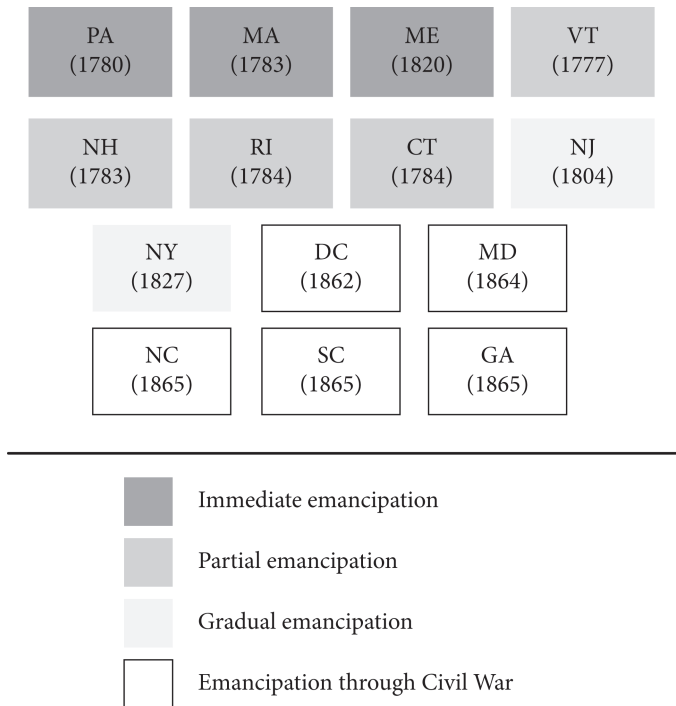 PA
(1780)
MA
(1783)
ME
(1820)
VT
(1777)
NH
(1783)
RI
(1784)
CT
(1784)
NJ
(1804)
NY
(1827)
DC
(1862)
MD
(1864)
NC
(1865)
SC
(1865)
GA
(1865)
Immediate emancipation
Partial emancipation
Gradual emancipation
Emancipation through Civil War